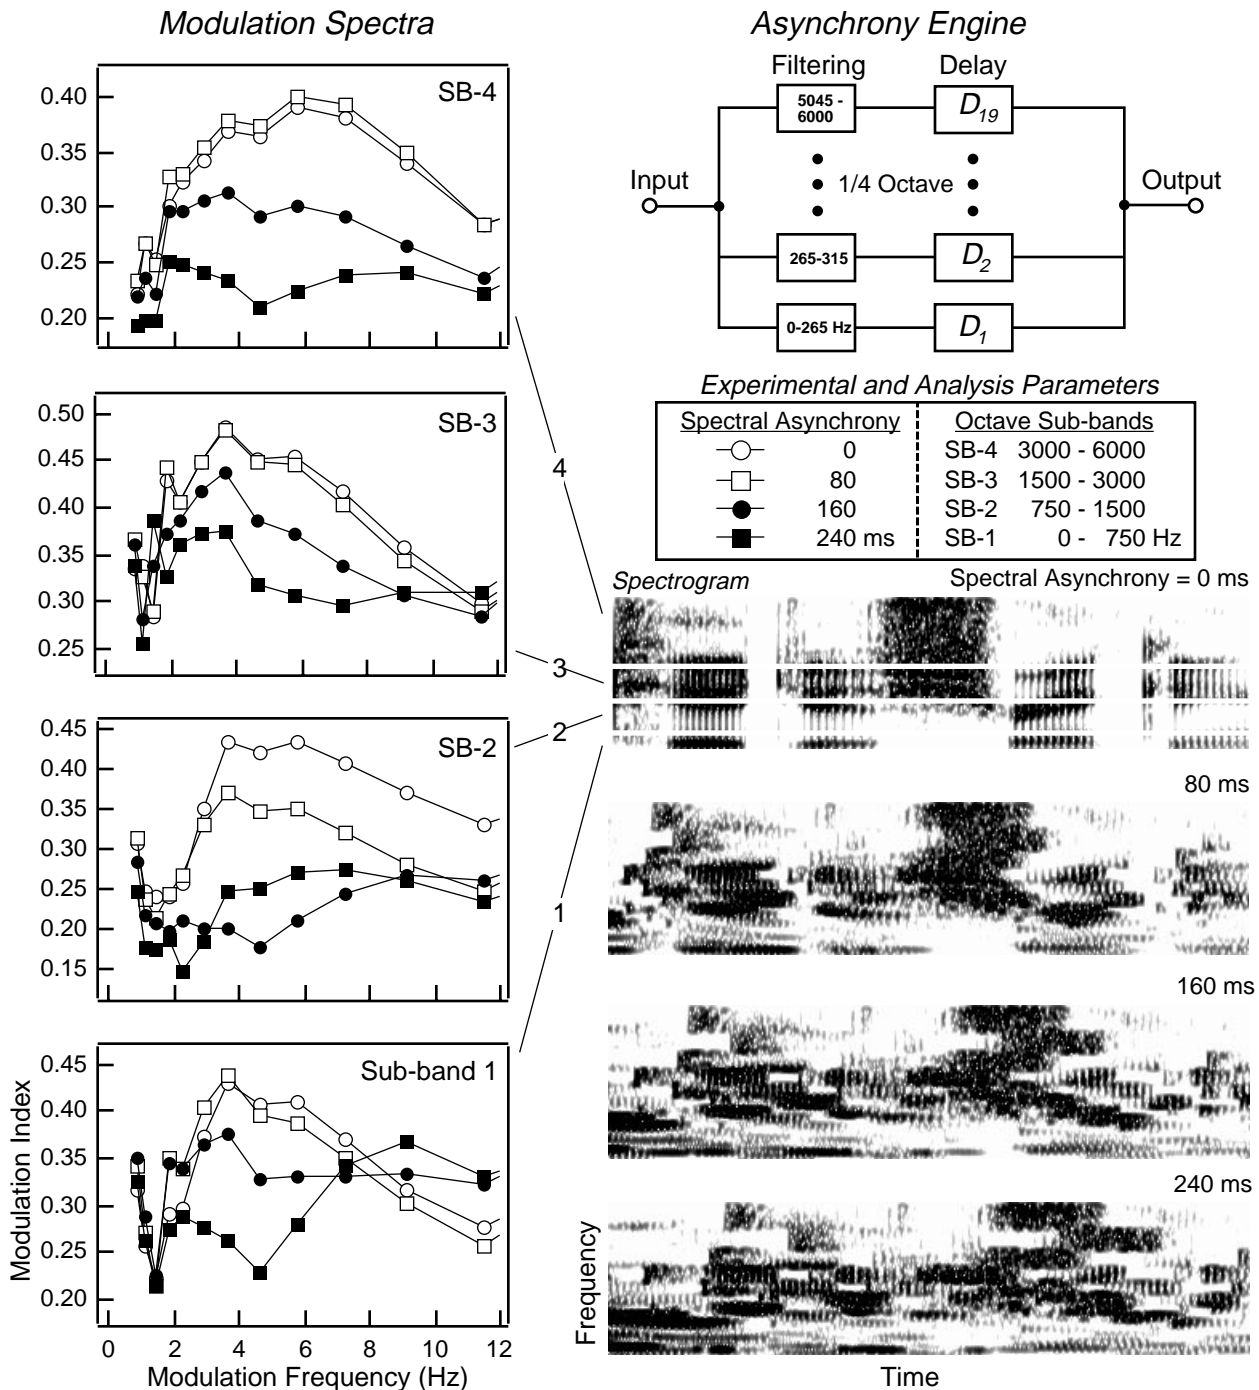 Modulation Spectra
SB-4
0.40
0.35
0.30
0.25
0.20
SB-3
0.50
0.45
0.40
0.35
0.30
0.25
SB-2
0.45
0.40
0.35
0.30
0.25
0.20
0.15
Sub-band 1
0.45
0.40
0.35
0.30
0.25
0.20
Modulation Index
0 2 4 6 8 10 12
Modulation Frequency (Hz)
4
3
2
1
Asynchrony Engine
Filtering Delay
5045 -
6000
D19
Input
1/4 Octave
Output
265-315
D2
0-265 Hz
D1
Experimental and Analysis Parameters
Spectral Asynchrony Octave Sub-bands
0 SB-4 3000 - 6000
80 SB-3 1500 - 3000
160 SB-2 750 - 1500
240 ms SB-1 0 - 750 Hz
Spectrogram Spectral Asynchrony = 0 ms
80 ms
160 ms
240 ms
Frequency
Time